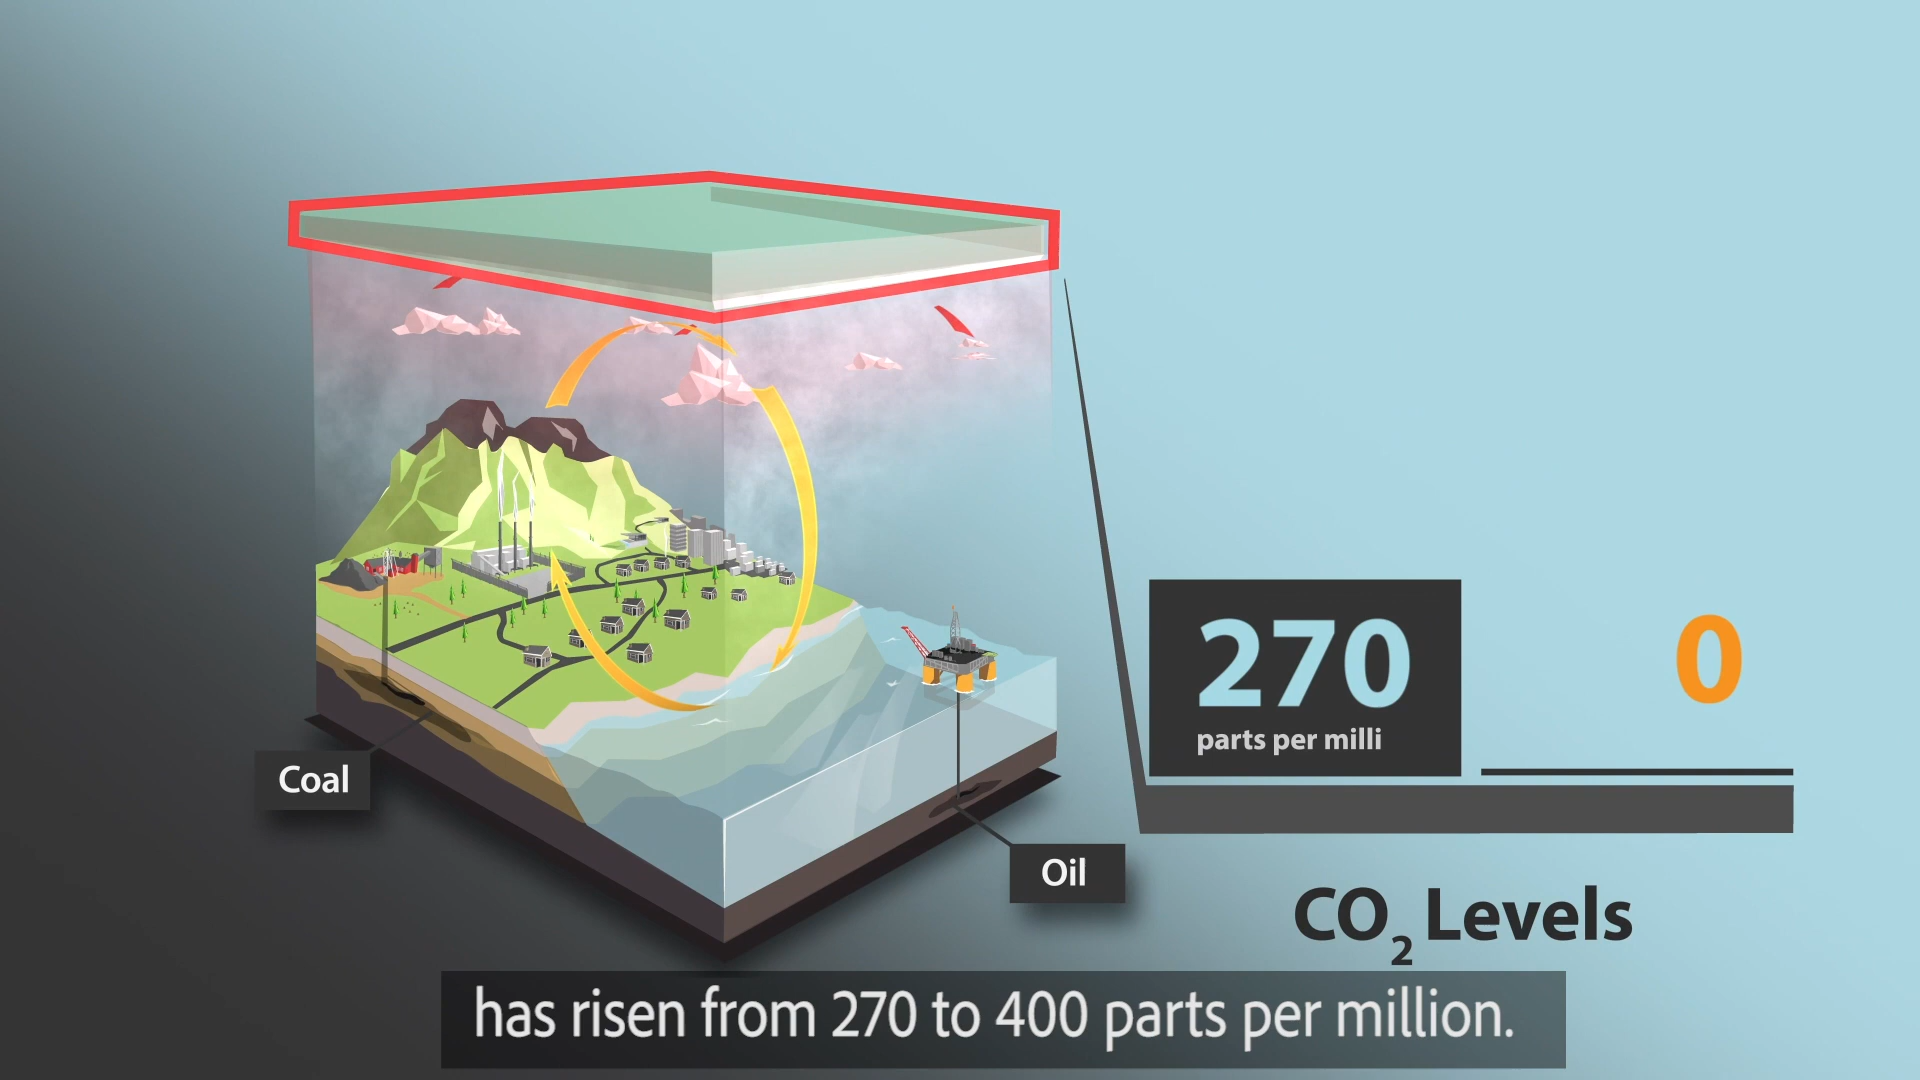 270
parts per milli
0
Coal
Oil
CO₂ Levels
has risen from 270 to 400 parts per million.